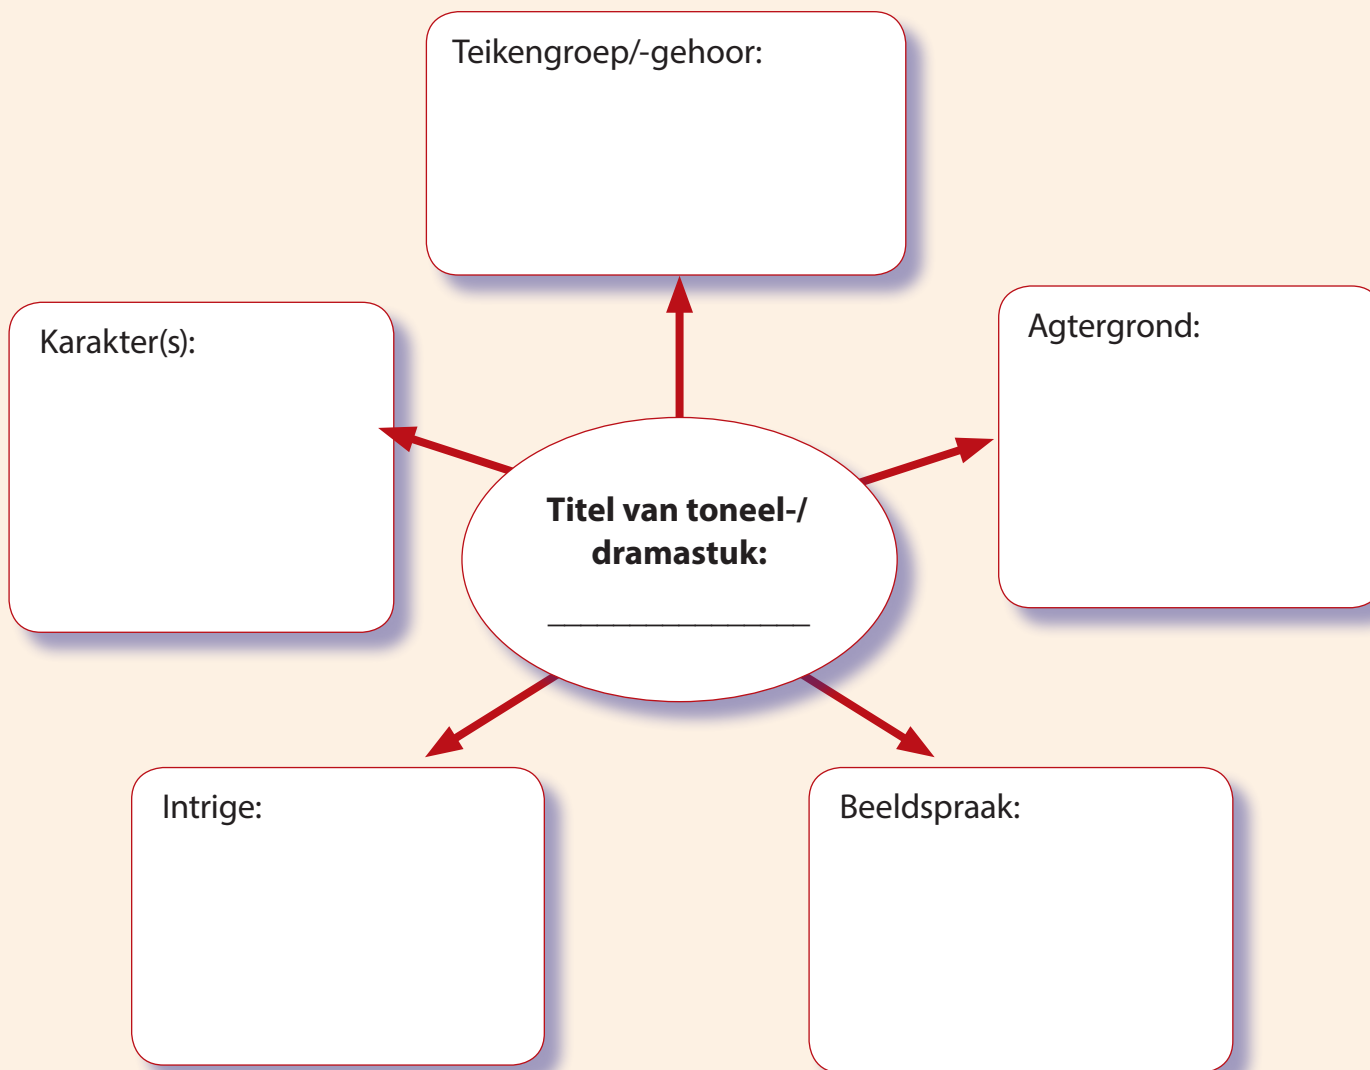 Teikengroep/-gehoor:
Karakter(s):
Agtergrond:
Titel van toneel-/
dramastuk:
________________
Intrige:
Beeldspraak: